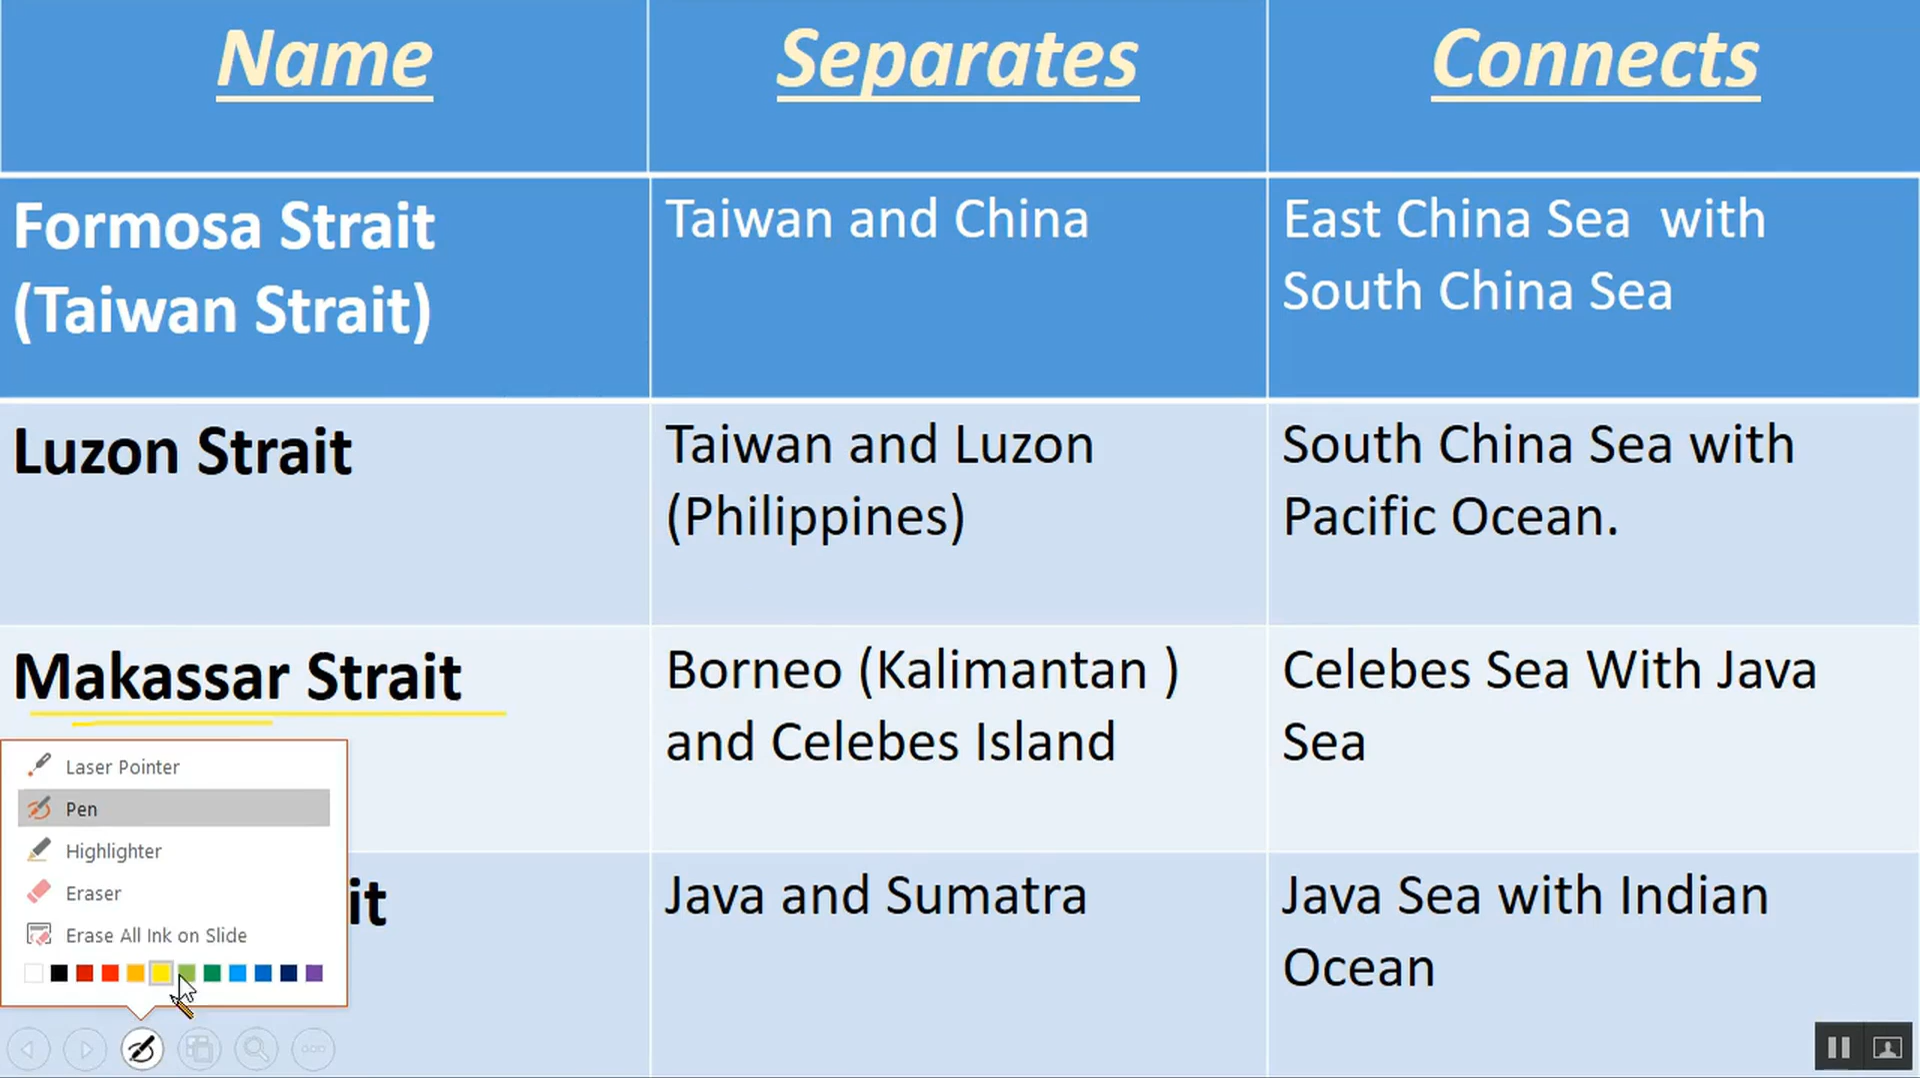 Name
Separates
Connects
Formosa Strait
(Taiwan Strait)
Taiwan and China
East China Sea  with
South China Sea
Luzon Strait
Taiwan and Luzon
(Philippines)
South China Sea with
Pacific Ocean.
Makassar Strait
Borneo (Kalimantan )
and Celebes Island
Celebes Sea With Java
Sea
it
Java and Sumatra
Java Sea with Indian
Ocean
Laser Pointer
Pen
Highlighter
Eraser
Erase All Ink on Slide